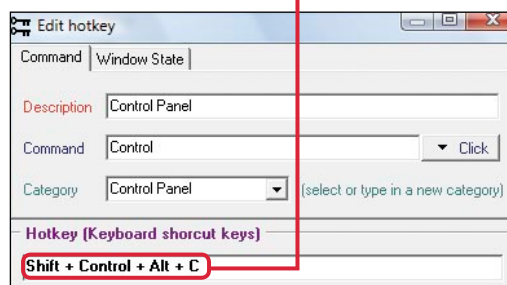 Edit hotkey
Command Window State
Description Control Panel
Command Control Click
Category Control Panel (select or type in a new category)
Hotkey (Keyboard shorcut keys)
Shift + Control + Alt + C